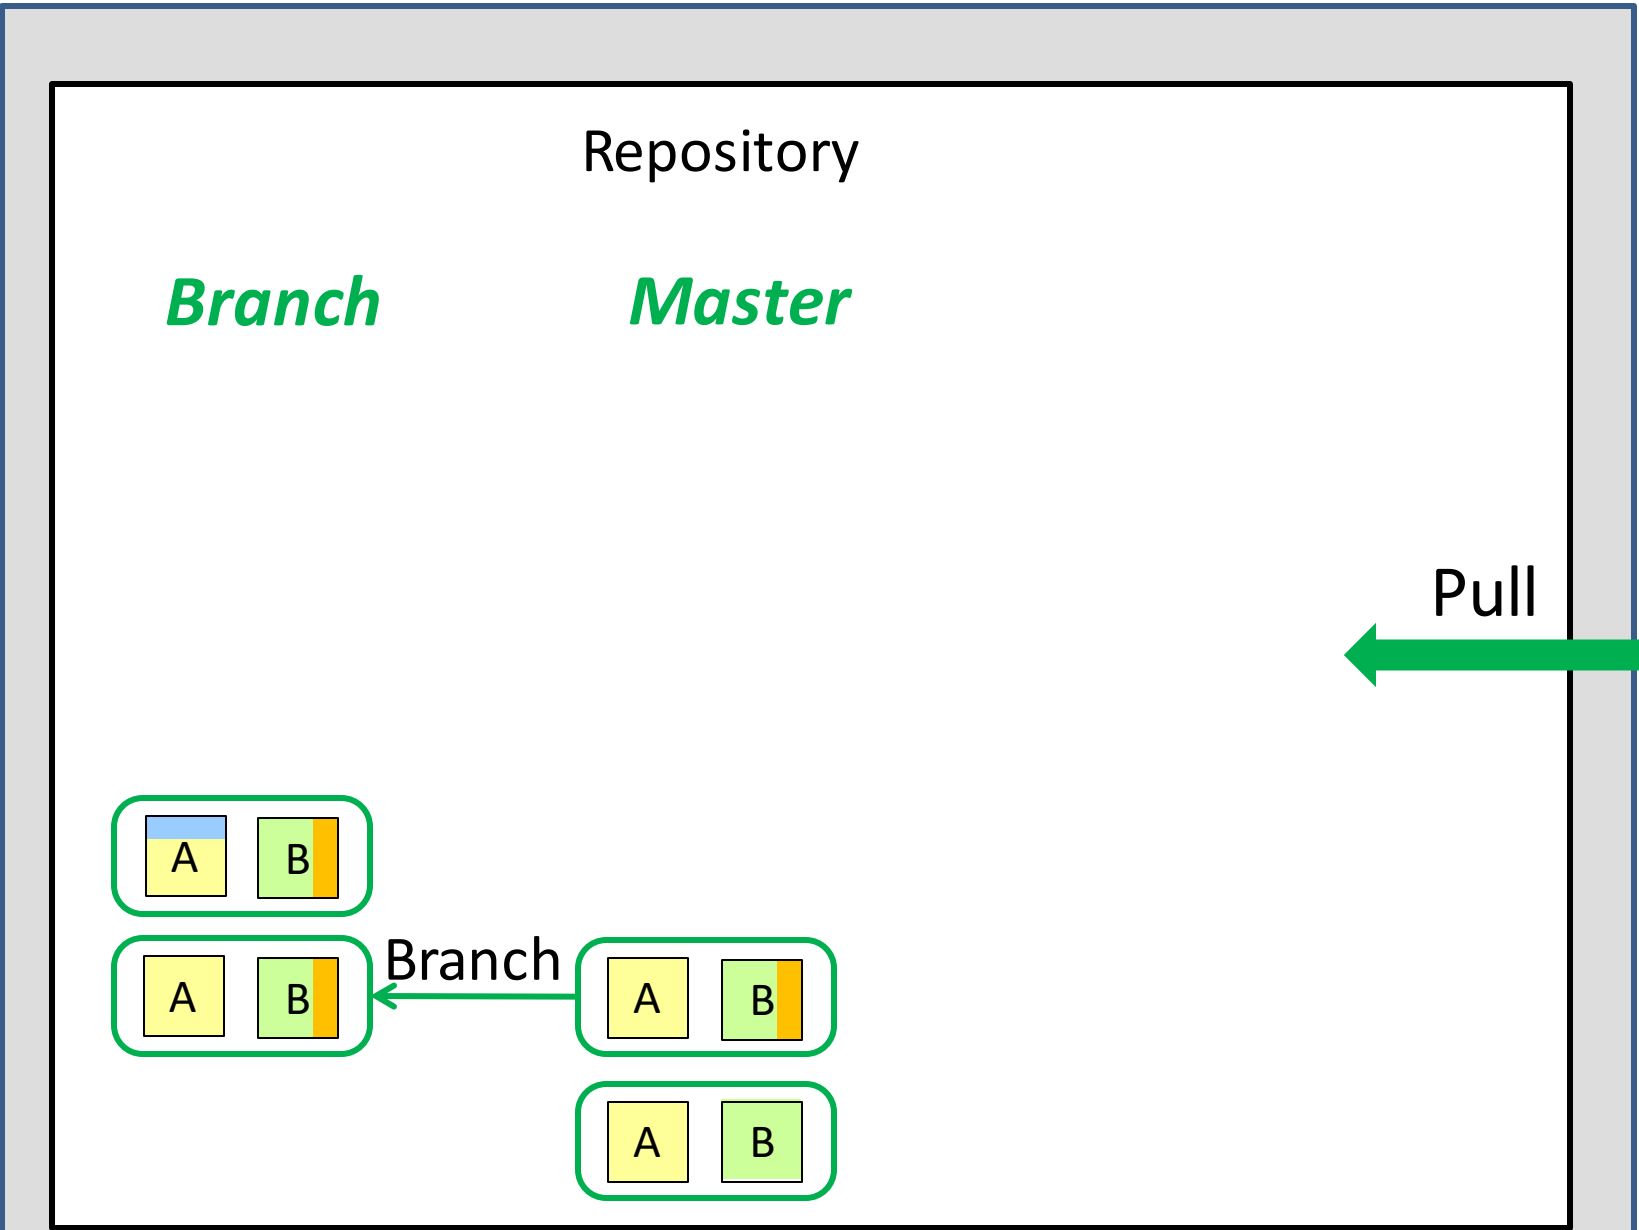 Repository
Branch Master
Pull
A B
Branch
A B A B
A B